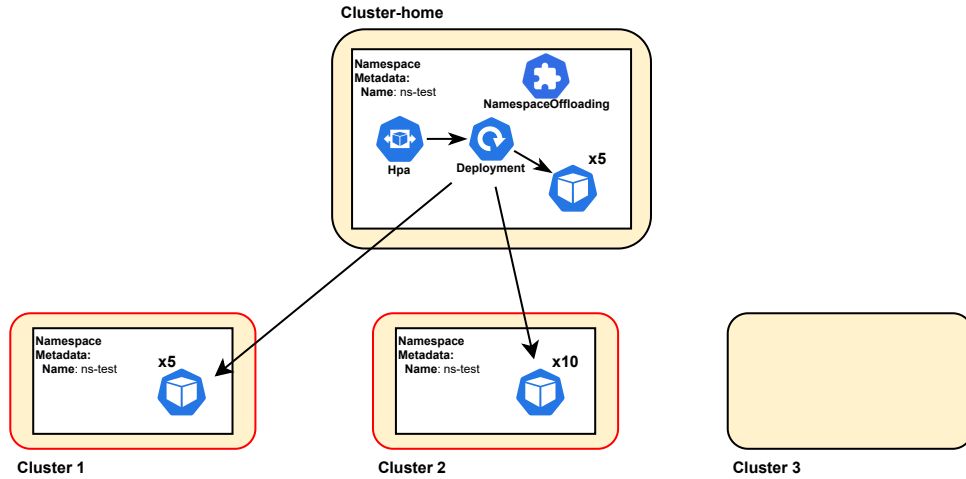 Cluster-home
Namespace
Metadata:
Name: ns-test
NamespaceOffloading
Hpa
Deployment
x5
Namespace
Metadata:
Name: ns-test
x5
Cluster 1
Namespace
Metadata:
Name: ns-test
x10
Cluster 2
Cluster 3